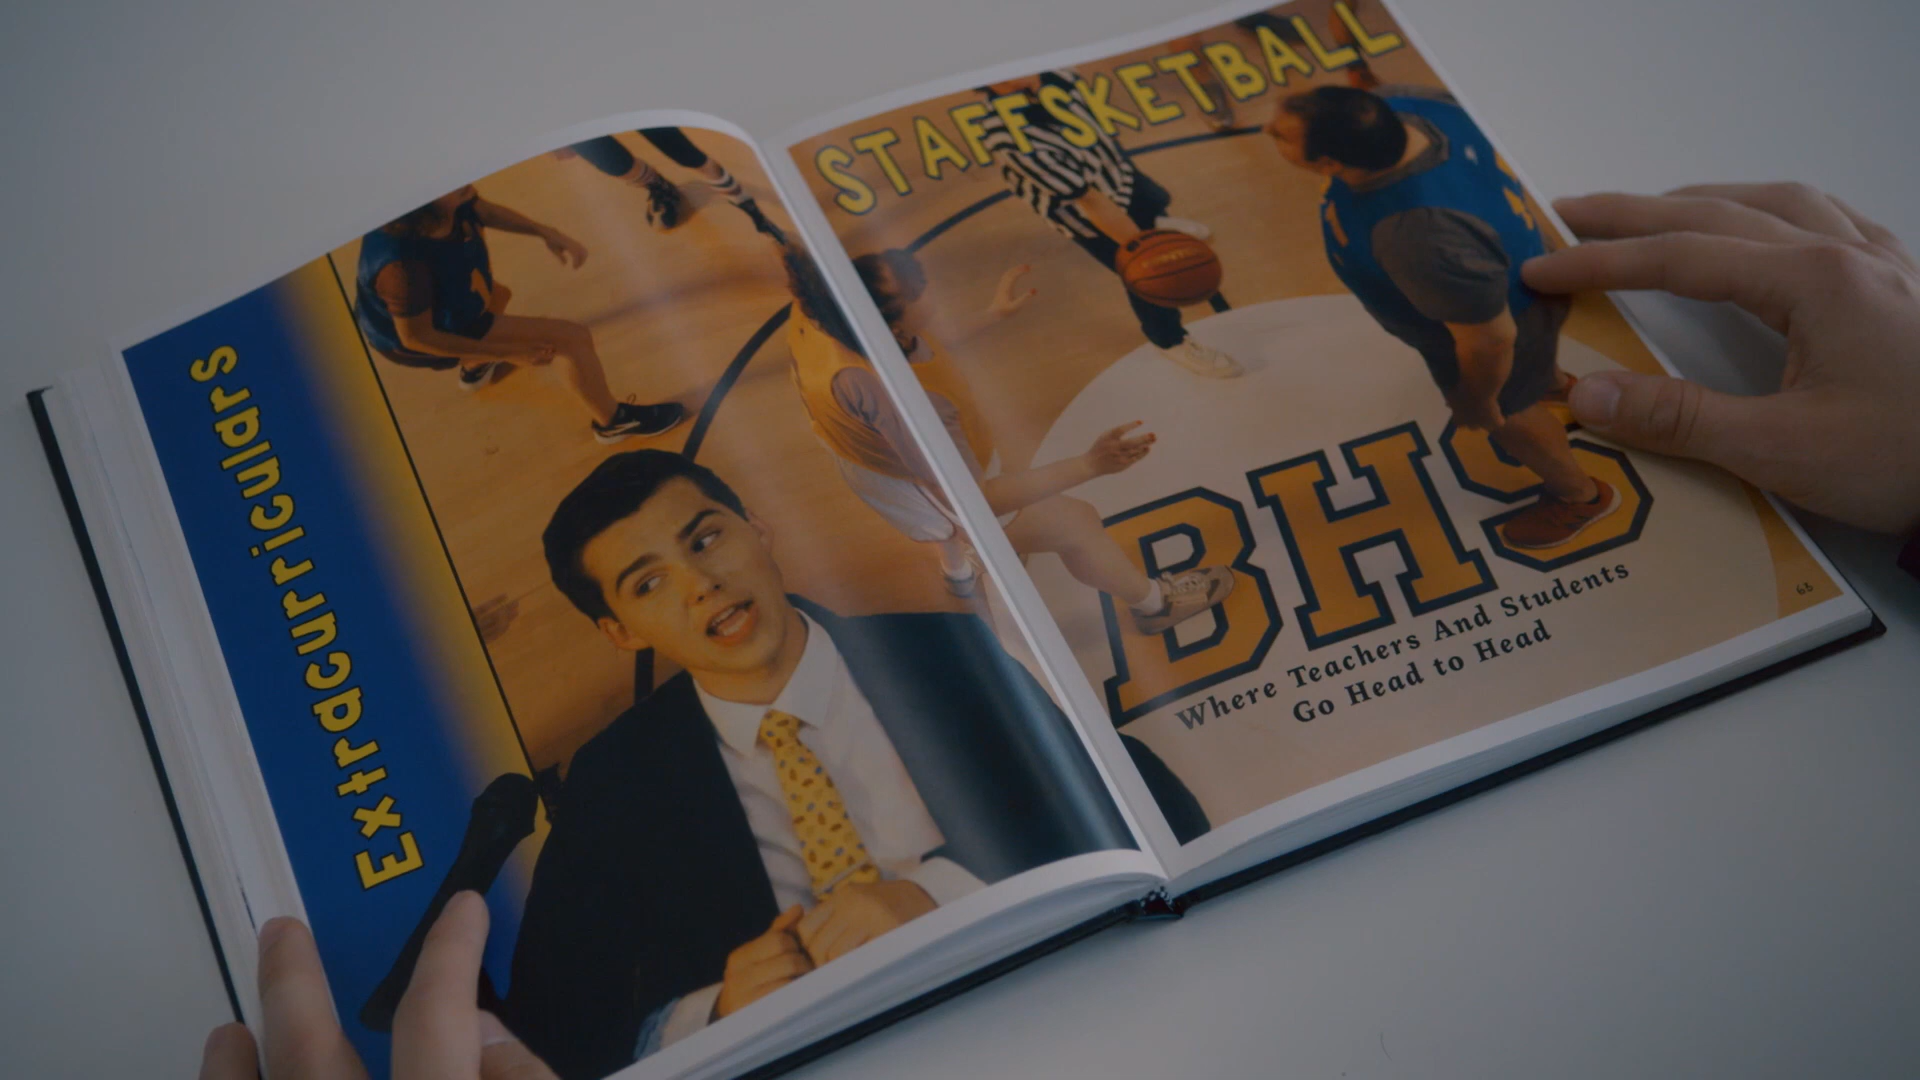 Extracurriculars
STAFFSKETBALL
BHS
Where Teachers And Students
Go Head to Head
63